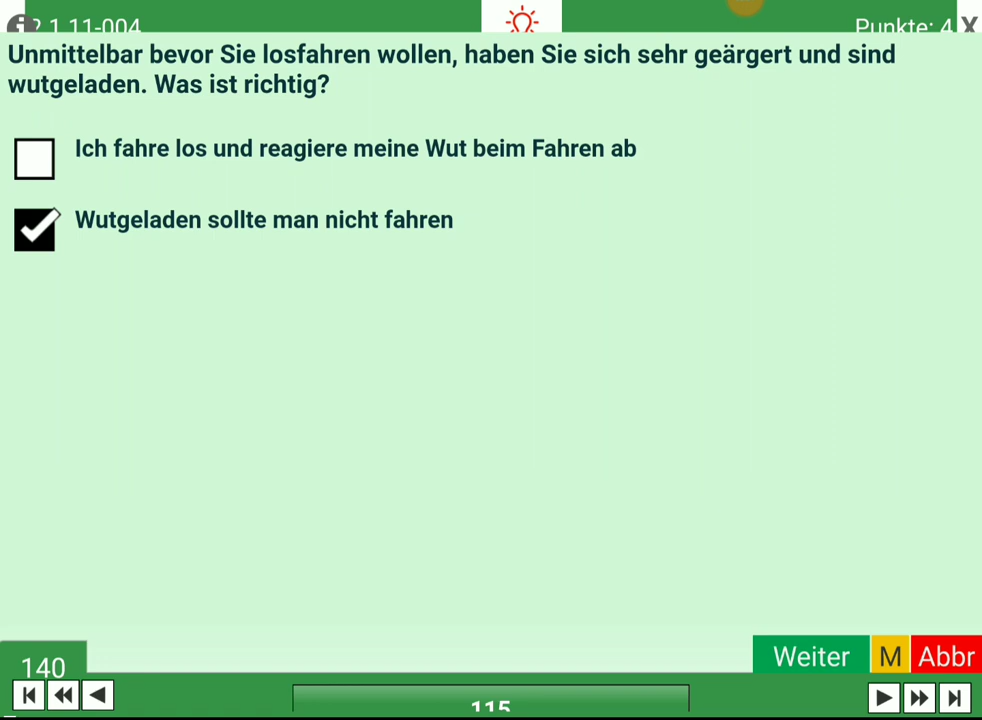 2.1.11-004
Punkte: 4 X
Unmittelbar bevor Sie losfahren wollen, haben Sie sich sehr geärgert und sind
wutgeladen. Was ist richtig?
Ich fahre los und reagiere meine Wut beim Fahren ab
Wutgeladen sollte man nicht fahren
140
Weiter
M
Abbr
115